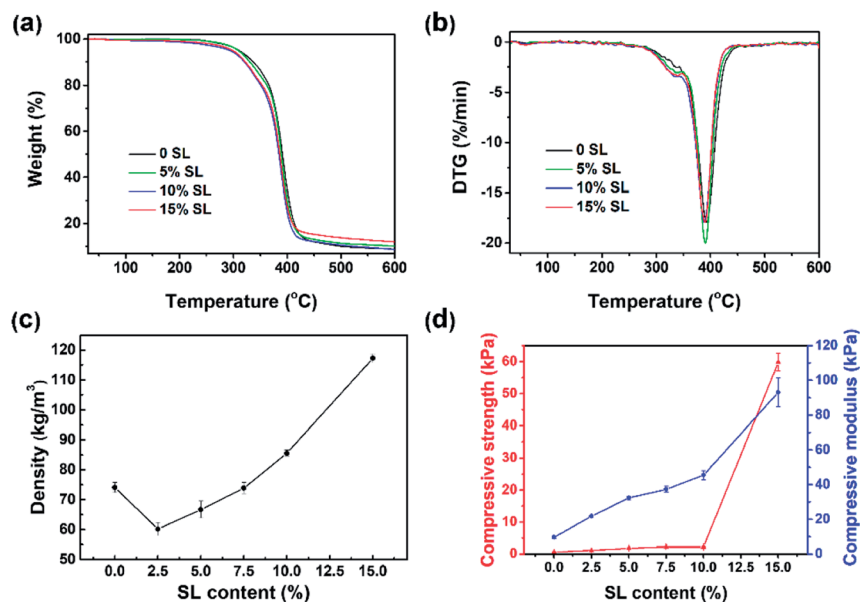 (a)
100
80
60
40
20
Weight (%)
0 SL
5% SL
10% SL
15% SL
100 200 300 400 500 600
Temperature (°C)
(b)
0
-5
-10
-15
-20
DTG (%/min)
0 SL
5% SL
10% SL
15% SL
100 200 300 400 500 600
Temperature (°C)
(c)
120
110
100
90
80
70
60
50
Density (kg/m³)
0.0 2.5 5.0 7.5 10.0 15.0
SL content (%)
(d)
60
50
40
30
20
10
0
Compressive strength (kPa)
120
100
80
60
40
20
0
Compressive modulus (kPa)
0.0 2.5 5.0 7.5 10.0 15.0
SL content (%)